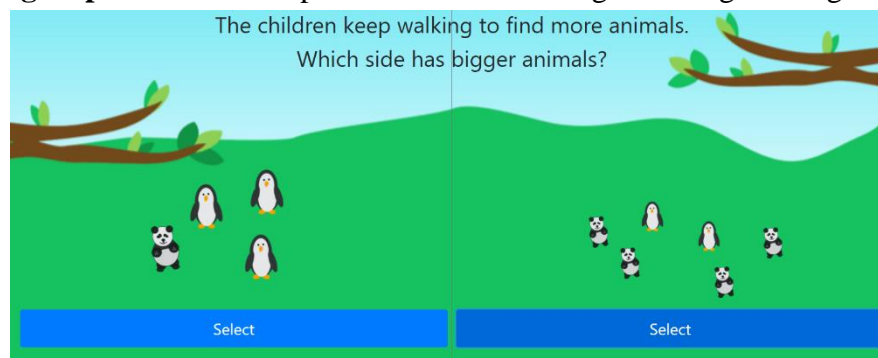 The children keep walking to find more animals.
Which side has bigger animals?
Select
Select